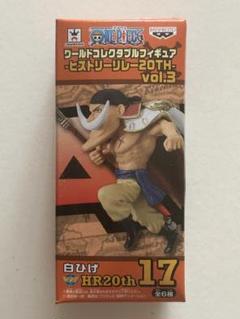 ONE PIECE
BANPRESTO
ワールドコレクタブルフィギュア
-ヒストリーリレー20TH-
vol.3
白ひげ
HR20th 17
全6種